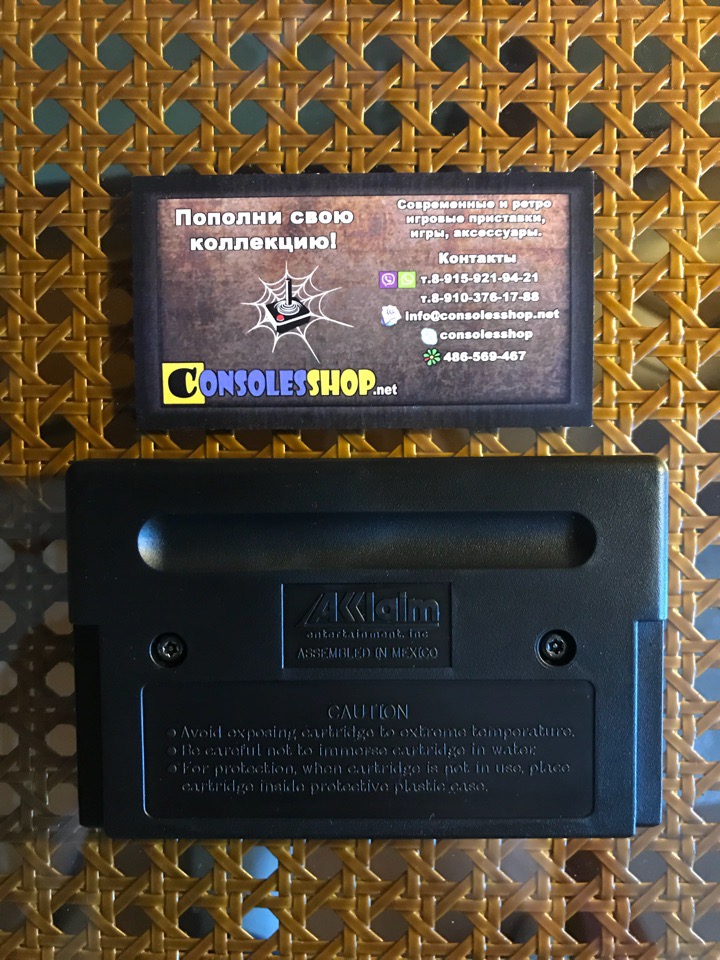 Пополни свою
коллекцию!
CONSOLESSHOP.net
Современные и ретро
игровые приставки,
игры, аксессуары.
Контакты
т.8-915-921-94-21
т.8-910-376-17-88
info@consolesshop.net
consolesshop
486-569-467
AKKlaim
entertainment, inc
ASSEMBLED IN MEXICO
CAUTION
• Avoid exposing cartridge to extreme temperature.
• Be careful not to immerse cartridge in water.
• For protection, when cartridge is not in use, place
cartridge inside protective plastic case.